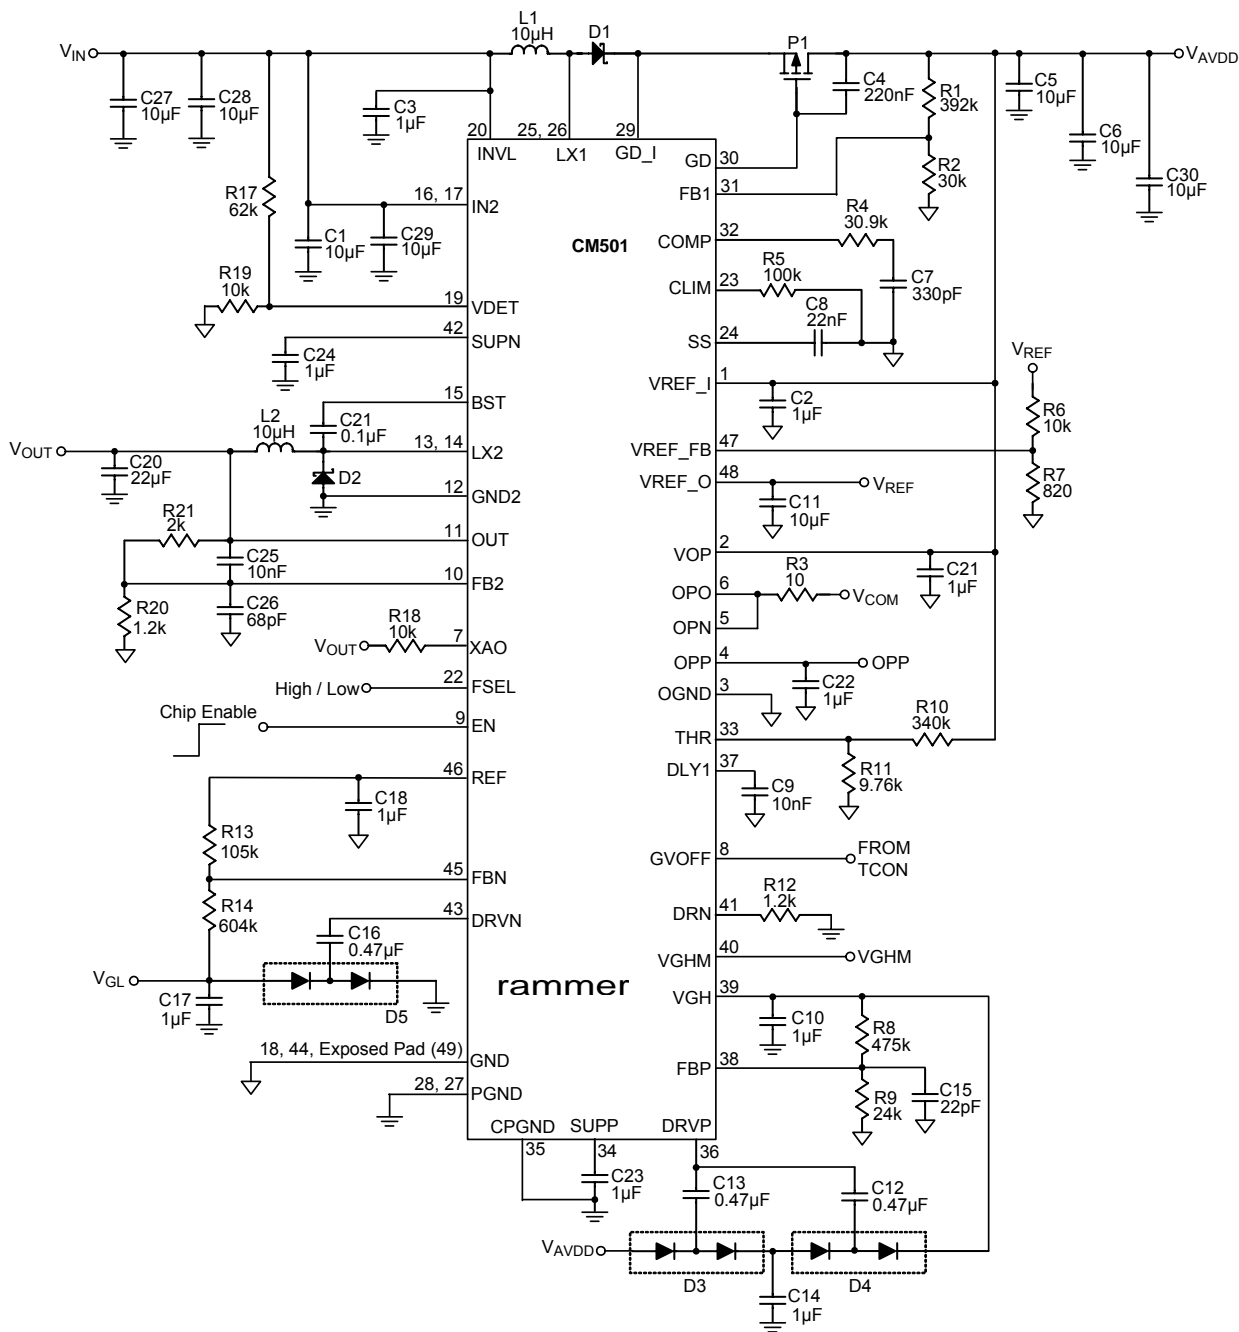 L1
10µH
D1
P1
VIN
VAVDD
C27
10µF
C28
10µF
C3
1µF
C4
220nF
R1
392k
C5
10µF
C6
10µF
C30
10µF
20
25, 26
29
INVL
LX1
GD_I
GD
30
FB1
31
R2
30k
R17
62k
16, 17
IN2
C1
10µF
C29
10µF
CM501
COMP
32
R4
30.9k
R5
100k
CLIM
23
C7
330pF
C8
22nF
SS
24
R19
10k
19
VDET
42
SUPN
C24
1µF
VREF_I
1
C2
1µF
VREF
R6
10k
15
BST
C21
0.1µF
L2
10µH
VOUT
13, 14
LX2
C20
22µF
D2
12
GND2
VREF_FB
47
VREF_O
48
VREF
R7
820
C11
10µF
R21
2k
11
OUT
C25
10nF
10
FB2
C26
68pF
R20
1.2k
VOP
2
C21
1µF
OPO
6
R3
10
VCOM
OPN
5
R18
10k
VOUT
7
XAO
OPP
4
OPP
C22
1µF
High / Low
22
FSEL
OGND
3
Chip Enable
9
EN
THR
33
R10
340k
R11
9.76k
DLY1
37
C9
10nF
46
REF
C18
1µF
R13
105k
45
FBN
GVOFF
8
FROM
TCON
R14
604k
43
DRVN
C16
0.47µF
DRN
41
R12
1.2k
VGL
C17
1µF
D5
VGHM
40
VGHM
rammer
VGH
39
C10
1µF
R8
475k
18, 44, Exposed Pad (49)
GND
FBP
38
28, 27
PGND
R9
24k
C15
22pF
CPGND
SUPP
DRVP
35
34
36
C23
1µF
C13
0.47µF
C12
0.47µF
VAVDD
D3
D4
C14
1µF